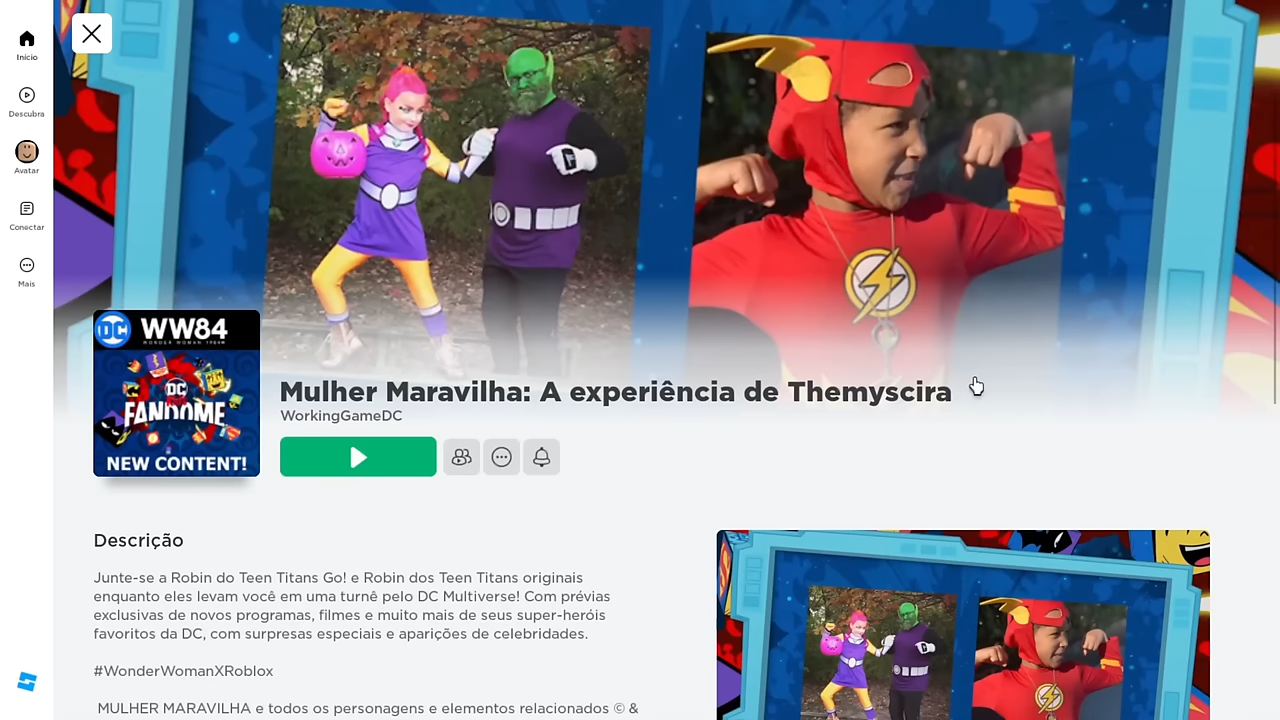 Início
Descubra
Avatar
Conectar
Mais
DC WW84
WONDER WOMAN 1984
DC
FANDOME
NEW CONTENT!
Mulher Maravilha: A experiência de Themyscira
WorkingGameDC
Descrição
Junte-se a Robin do Teen Titans Go! e Robin dos Teen Titans originais
enquanto eles levam você em uma turnê pelo DC Multiverse! Com prévias
exclusivas de novos programas, filmes e muito mais de seus super-heróis
favoritos da DC, com surpresas especiais e aparições de celebridades.
#WonderWomanXRoblox
MULHER MARAVILHA e todos os personagens e elementos relacionados © &